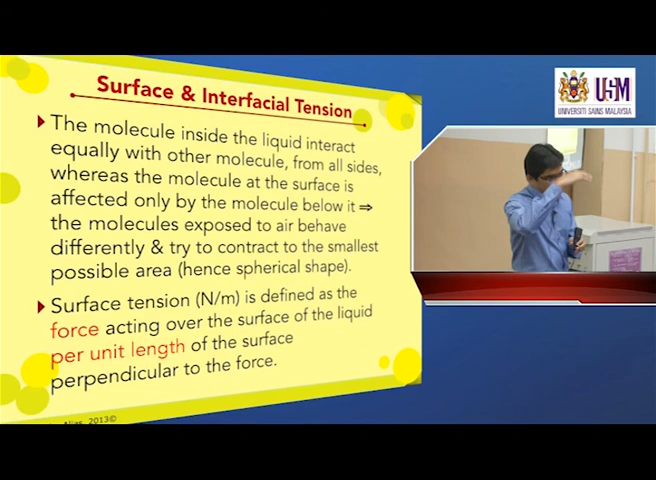 USM
UNIVERSITI SAINS MALAYSIA
Surface & Interfacial Tension
The molecule inside the liquid interact
equally with other molecule, from all sides,
whereas the molecule at the surface is
affected only by the molecule below it ⇒
the molecules exposed to air behave
differently & try to contract to the smallest
possible area (hence spherical shape).
Surface tension (N/m) is defined as the
force acting over the surface of the liquid
per unit length of the surface
perpendicular to the force.
Alias, 2013©